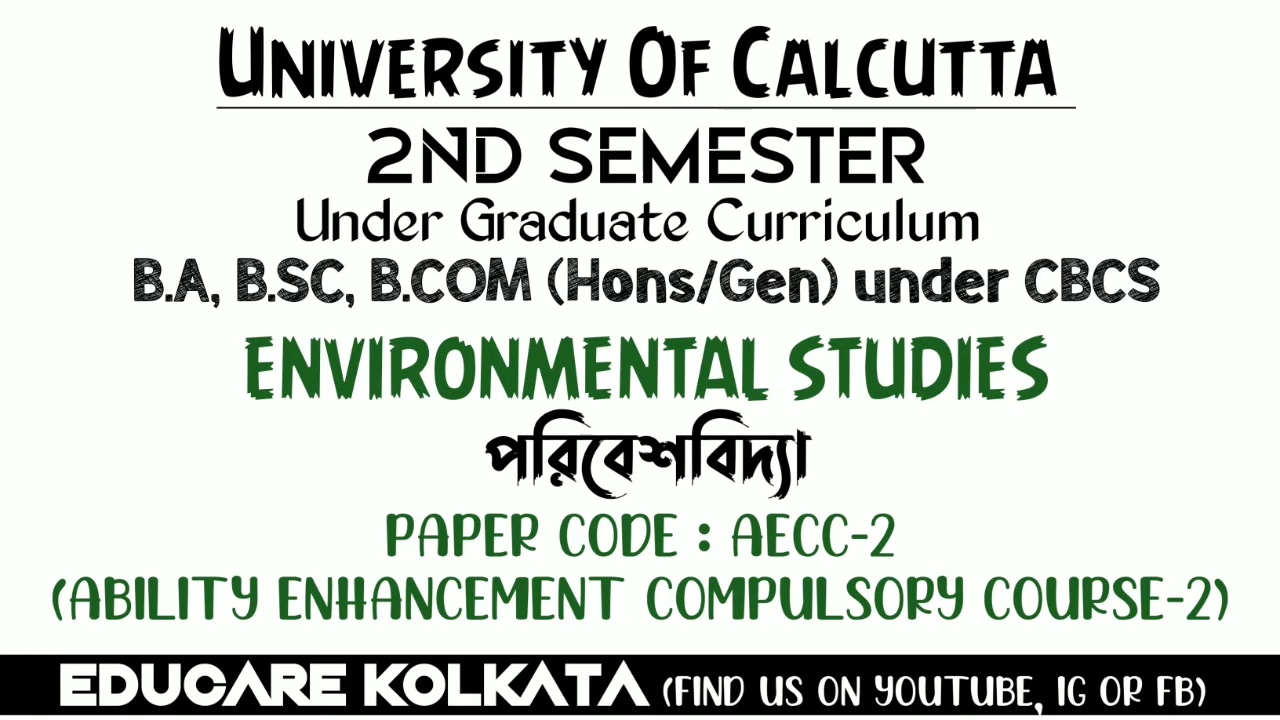 UNIVERSITY OF CALCUTTA
2ND SEMESTER
Under Graduate Curriculum
B.A, B.SC, B.COM (Hons/Gen) under CBCS
ENVIRONMENTAL STUDIES
পরিবেশবিদ্যা
PAPER CODE : AECC-2
(ABILITY ENHANCEMENT COMPULSORY COURSE-2)
EDUCARE KOLKATA (FIND US ON YOUTUBE, IG OR FB)